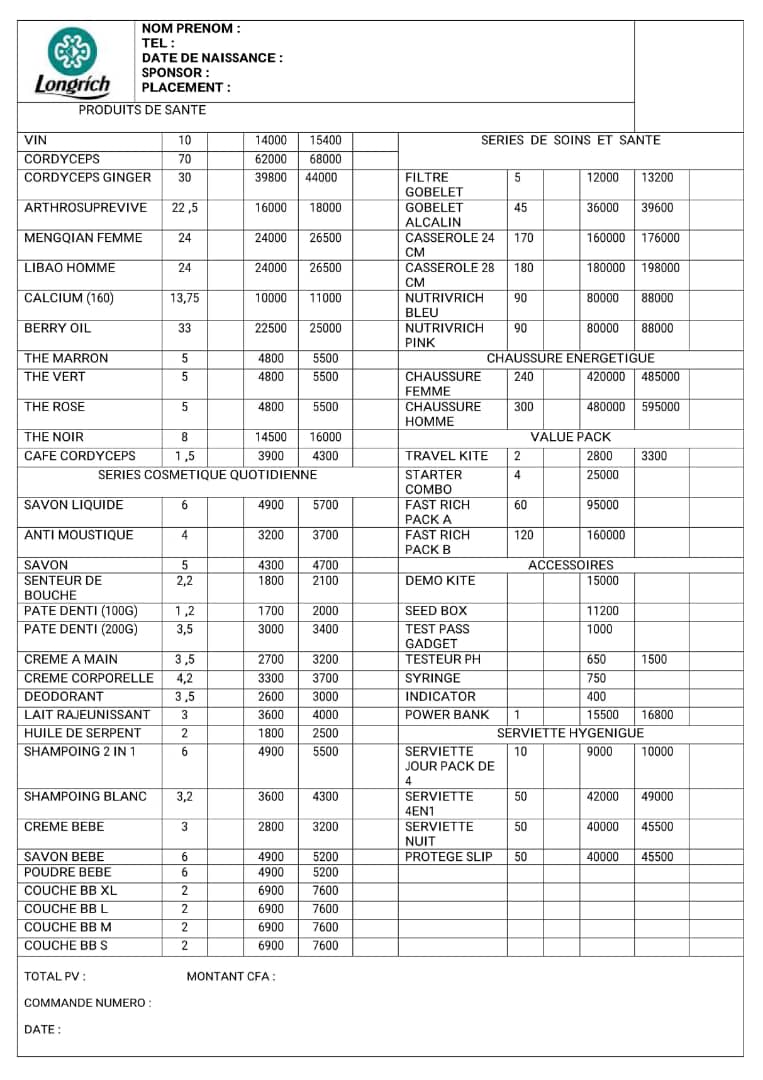 Longrich
NOM PRENOM :
TEL :
DATE DE NAISSANCE :
SPONSOR :
PLACEMENT :
PRODUITS DE SANTE
VIN 10 14000 15400
CORDYCEPS 70 62000 68000
CORDYCEPS GINGER 30 39800 44000
ARTHROSUPREVIVE 22 ,5 16000 18000
MENGQIAN FEMME 24 24000 26500
LIBAO HOMME 24 24000 26500
CALCIUM (160) 13,75 10000 11000
BERRY OIL 33 22500 25000
THE MARRON 5 4800 5500
THE VERT 5 4800 5500
THE ROSE 5 4800 5500
THE NOIR 8 14500 16000
CAFE CORDYCEPS 1 ,5 3900 4300
SERIES COSMETIQUE QUOTIDIENNE
SAVON LIQUIDE 6 4900 5700
ANTI MOUSTIQUE 4 3200 3700
SAVON 5 4300 4700
SENTEUR DE 2,2 1800 2100
BOUCHE
PATE DENTI (100G) 1 ,2 1700 2000
PATE DENTI (200G) 3,5 3000 3400
CREME A MAIN 3 ,5 2700 3200
CREME CORPORELLE 4,2 3300 3700
DEODORANT 3 ,5 2600 3000
LAIT RAJEUNISSANT 3 3600 4000
HUILE DE SERPENT 2 1800 2500
SHAMPOING 2 IN 1 6 4900 5500
SHAMPOING BLANC 3,2 3600 4300
CREME BEBE 3 2800 3200
SAVON BEBE 6 4900 5200
POUDRE BEBE 6 4900 5200
COUCHE BB XL 2 6900 7600
COUCHE BB L 2 6900 7600
COUCHE BB M 2 6900 7600
COUCHE BB S 2 6900 7600
SERIES DE SOINS ET SANTE
FILTRE 5 12000 13200
GOBELET
GOBELET 45 36000 39600
ALCALIN
CASSEROLE 24 170 160000 176000
CM
CASSEROLE 28 180 180000 198000
CM
NUTRIVRICH 90 80000 88000
BLEU
NUTRIVRICH 90 80000 88000
PINK
CHAUSSURE ENERGETIGUE
CHAUSSURE 240 420000 485000
FEMME
CHAUSSURE 300 480000 595000
HOMME
VALUE PACK
TRAVEL KITE 2 2800 3300
STARTER 4 25000
COMBO
FAST RICH 60 95000
PACK A
FAST RICH 120 160000
PACK B
ACCESSOIRES
DEMO KITE 15000
SEED BOX 11200
TEST PASS 1000
GADGET
TESTEUR PH 650 1500
SYRINGE 750
INDICATOR 400
POWER BANK 1 15500 16800
SERVIETTE HYGENIGUE
SERVIETTE 10 9000 10000
JOUR PACK DE
4
SERVIETTE 50 42000 49000
4EN1
SERVIETTE 50 40000 45500
NUIT
PROTEGE SLIP 50 40000 45500
TOTAL PV : MONTANT CFA :
COMMANDE NUMERO :
DATE :